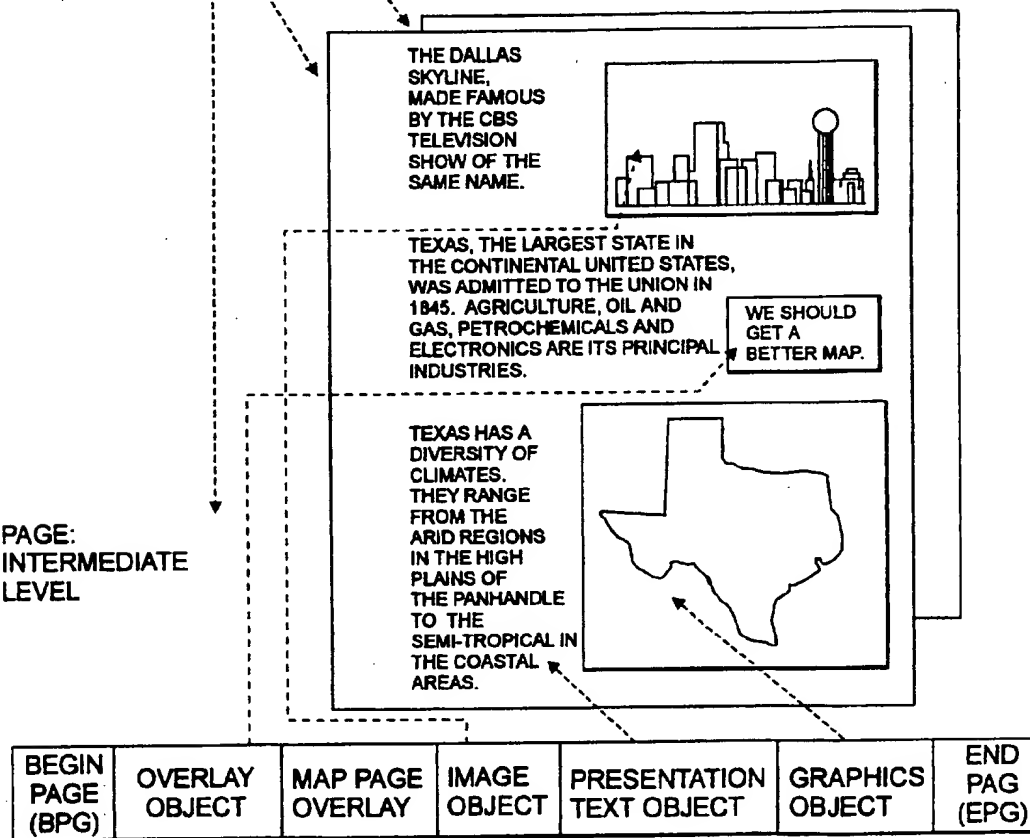 THE DALLAS
SKYLINE,
MADE FAMOUS
BY THE CBS
TELEVISION
SHOW OF THE
SAME NAME.
TEXAS, THE LARGEST STATE IN
THE CONTINENTAL UNITED STATES,
WAS ADMITTED TO THE UNION IN
1845. AGRICULTURE, OIL AND
GAS, PETROCHEMICALS AND
ELECTRONICS ARE ITS PRINCIPAL
INDUSTRIES.
WE SHOULD
GET A
BETTER MAP.
TEXAS HAS A
DIVERSITY OF
CLIMATES.
THEY RANGE
FROM THE
ARID REGIONS
IN THE HIGH
PLAINS OF
THE PANHANDLE
TO THE
SEMI-TROPICAL IN
THE COASTAL
AREAS.
PAGE:
INTERMEDIATE
LEVEL
BEGIN
PAGE
(BPG)
OVERLAY
OBJECT
MAP PAGE
OVERLAY
IMAGE
OBJECT
PRESENTATION
TEXT OBJECT
GRAPHICS
OBJECT
END
PAG
(EPG)